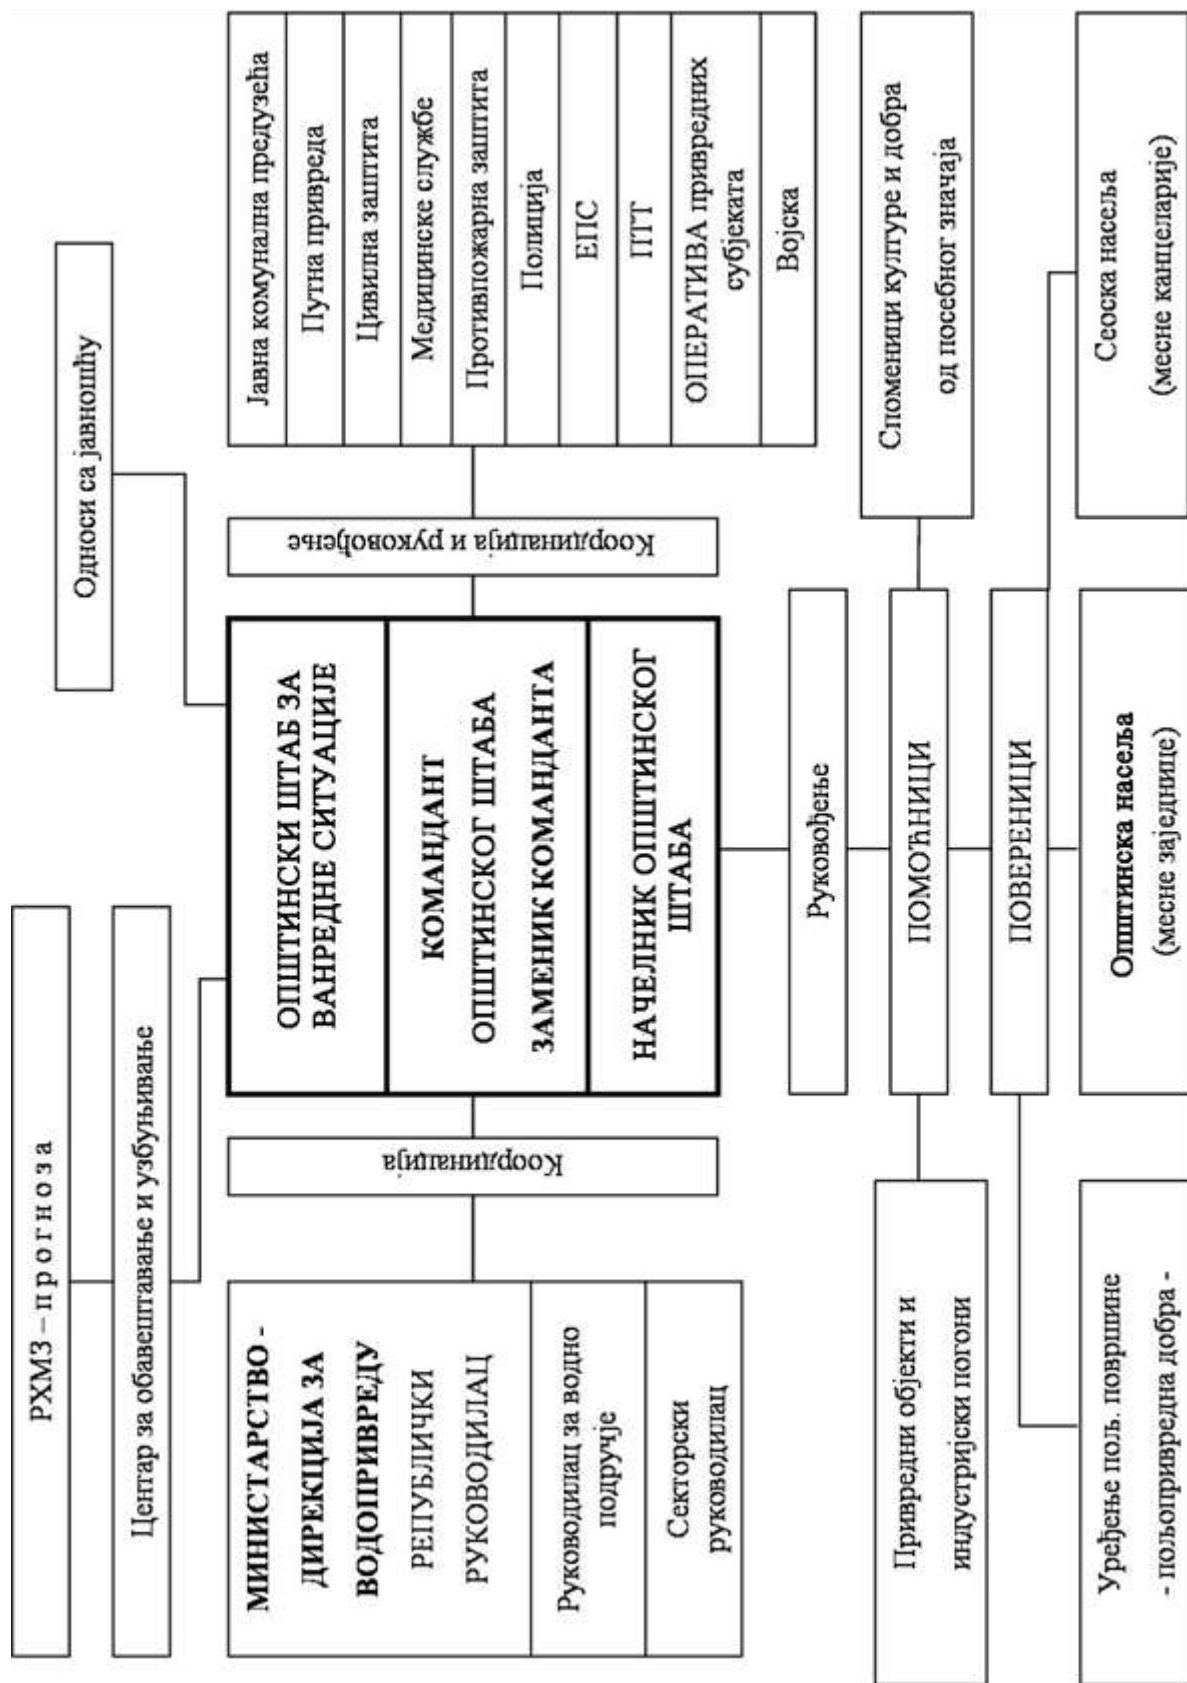 РХМЗ – п р о г н о з а
Центар за обавештавање и узбуњивање
Односи са јавношћу
МИНИСТАРСТВО -
ДИРЕКЦИЈА ЗА
ВОДОПРИВРЕДУ
РЕПУБЛИЧКИ
РУКОВОДИЛАЦ
Руководилац за водно
подручје
Секторски
руководилац
Координација
ОПШТИНСКИ ШТАБ ЗА
ВАНРЕДНЕ СИТУАЦИЈЕ
КОМАНДАНТ
ОПШТИНСКОГ ШТАБА
ЗАМЕНИК КОМАНДАНТА
НАЧЕЛНИК ОПШТИНСКОГ
ШТАБА
Координација и руковођење
Јавна комунална предузећа
Путна привреда
Цивилна заштита
Медицинске службе
Противпожарна заштита
Полиција
ЕПС
ПТТ
ОПЕРАТИВА привредних
субјеката
Војска
Руковођење
Привредни објекти и
индустријски погони
ПОМОЋНИЦИ
Споменици културе и добра
од посебног значаја
ПОВЕРЕНИЦИ
Уређење пољ. површине
- пољопривредна добра -
Општинска насеља
(месне заједнице)
Сеоска насеља
(месне канцеларије)